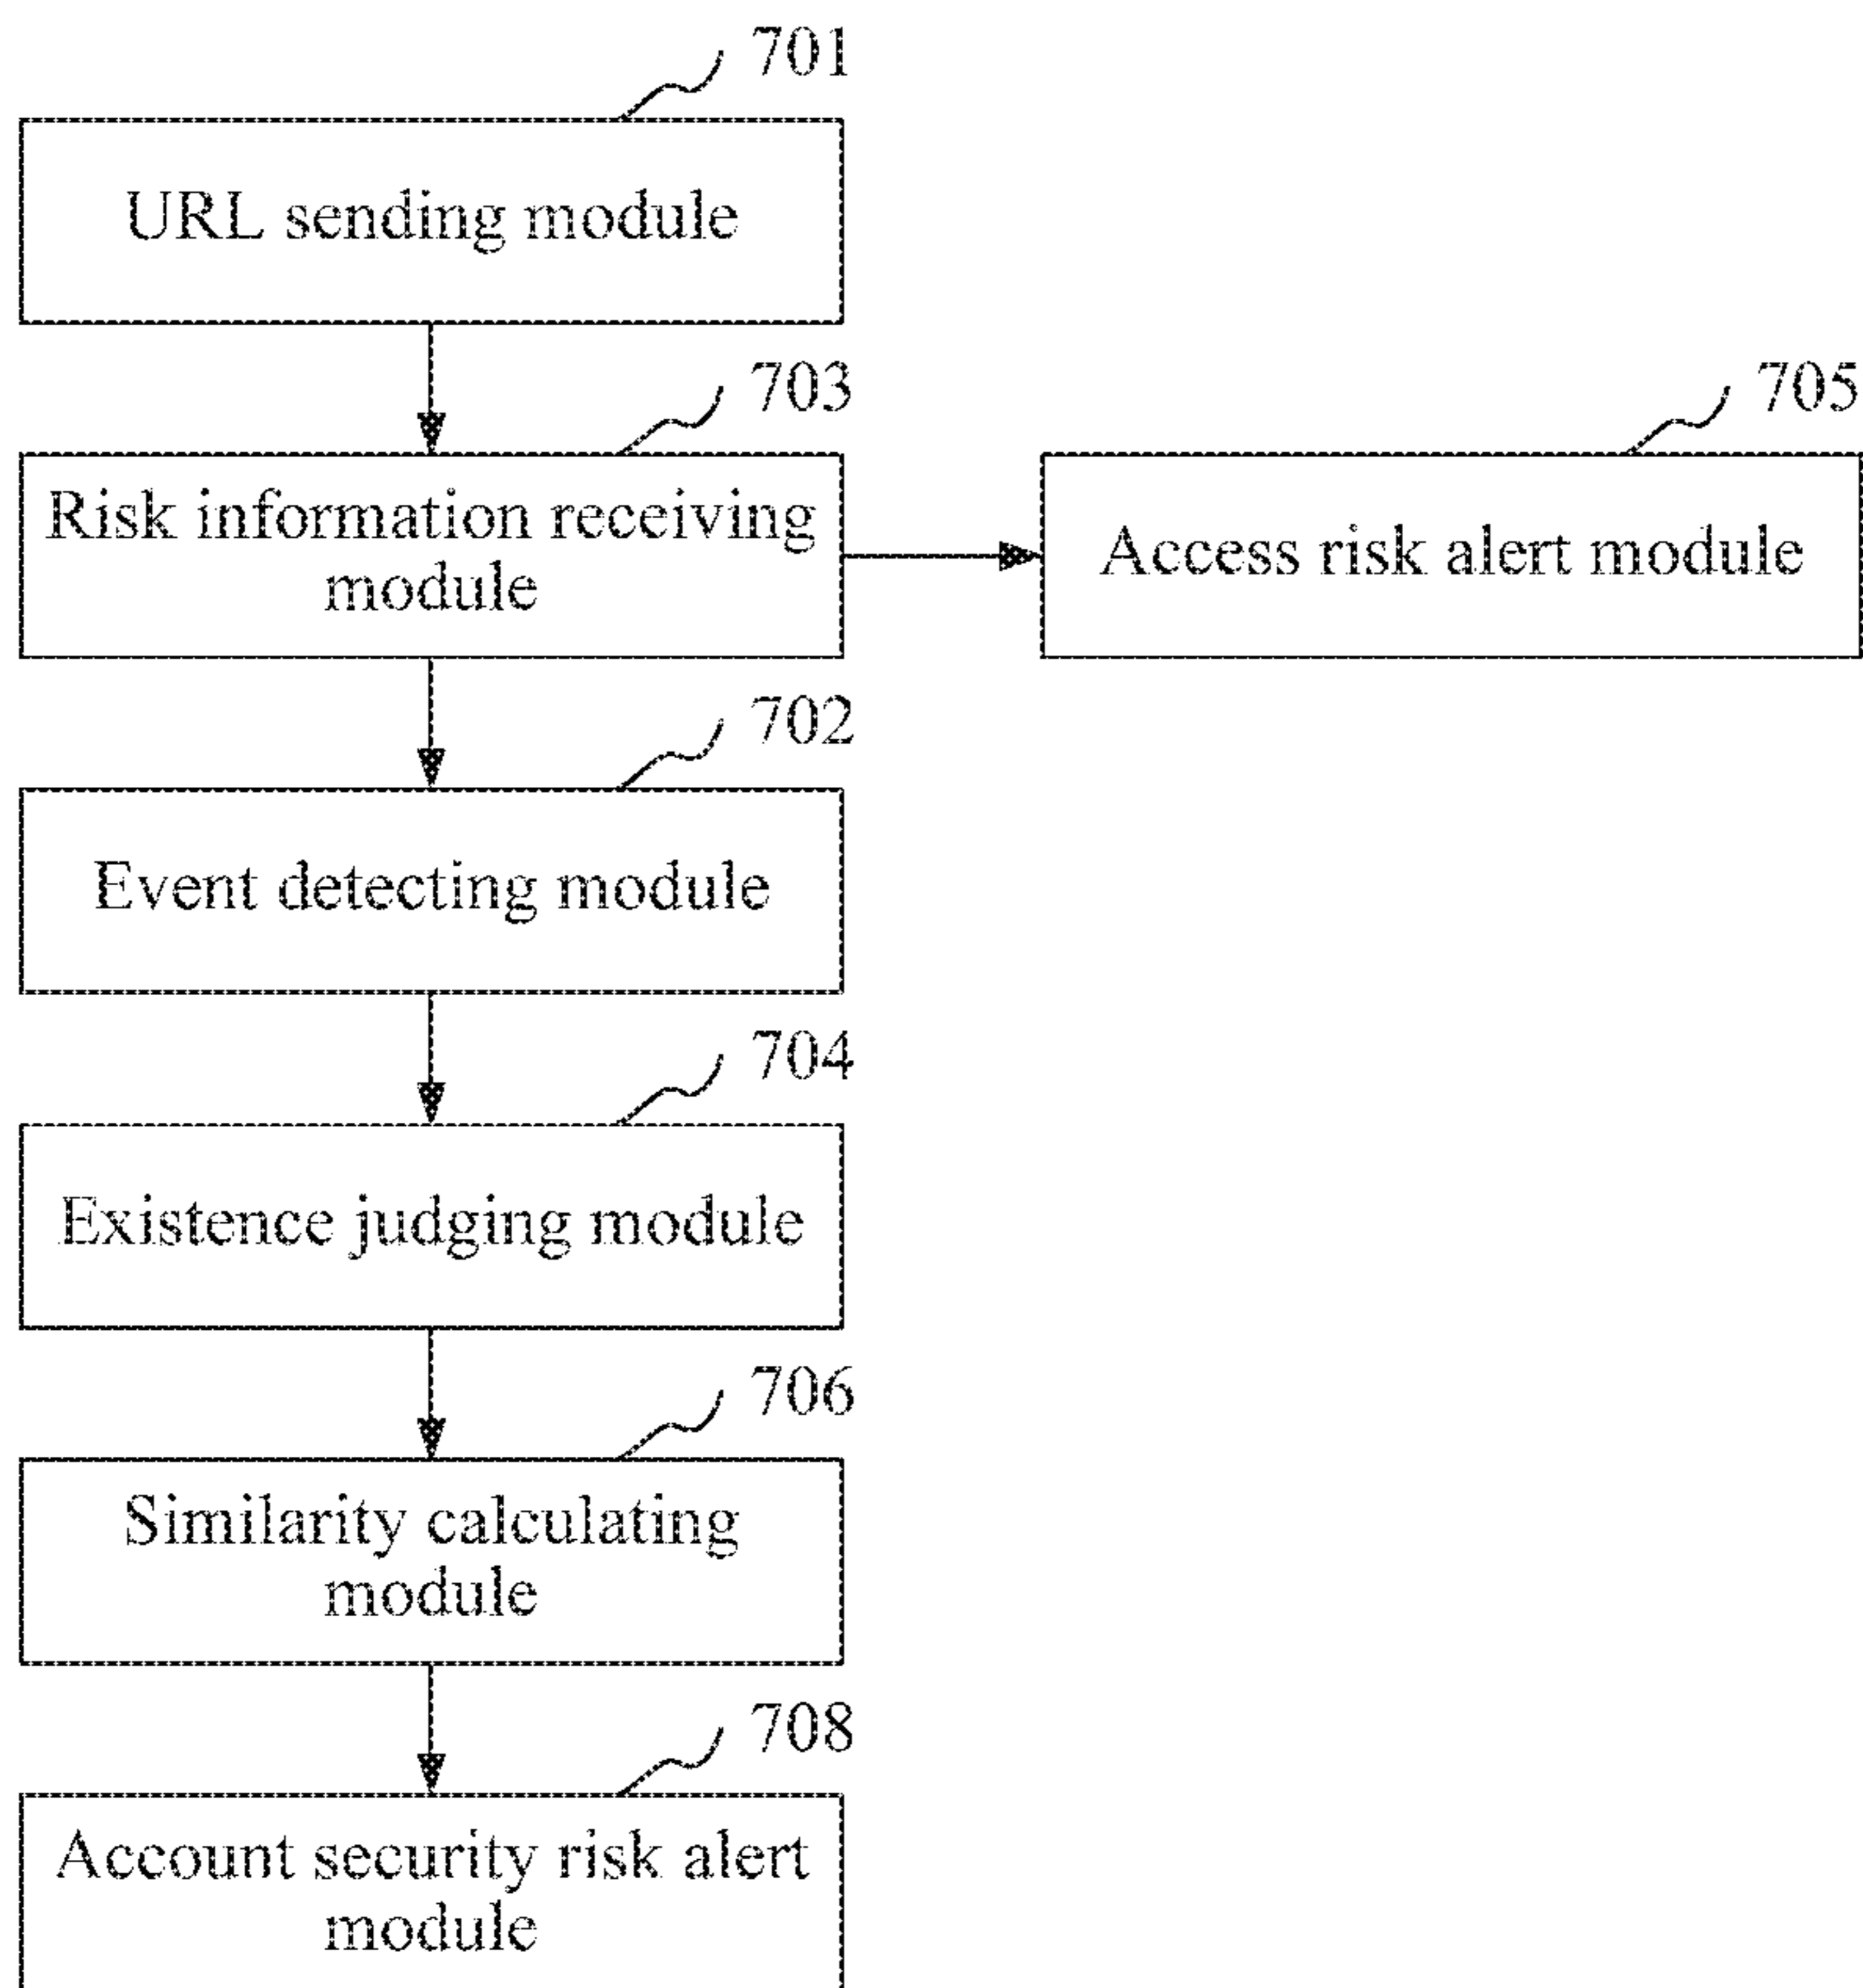 701
URL sending module
703
Risk information receiving
module
705
Access risk alert module
702
Event detecting module
704
Existence judging module
706
Similarity calculating
module
708
Account security risk alert
module